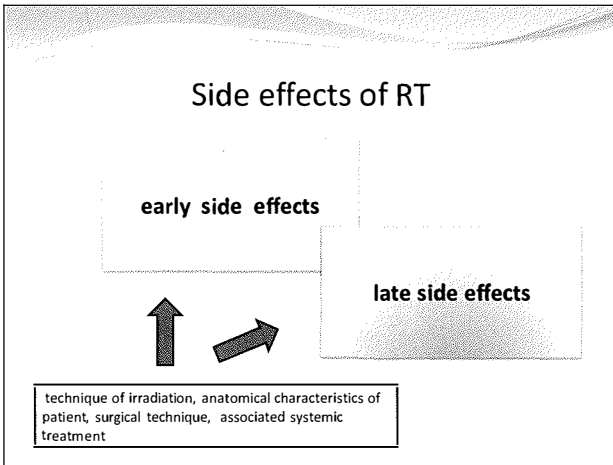 Side effects of RT
early side effects
late side effects
technique of irradiation, anatomical characteristics of
patient, surgical technique, associated systemic
treatment